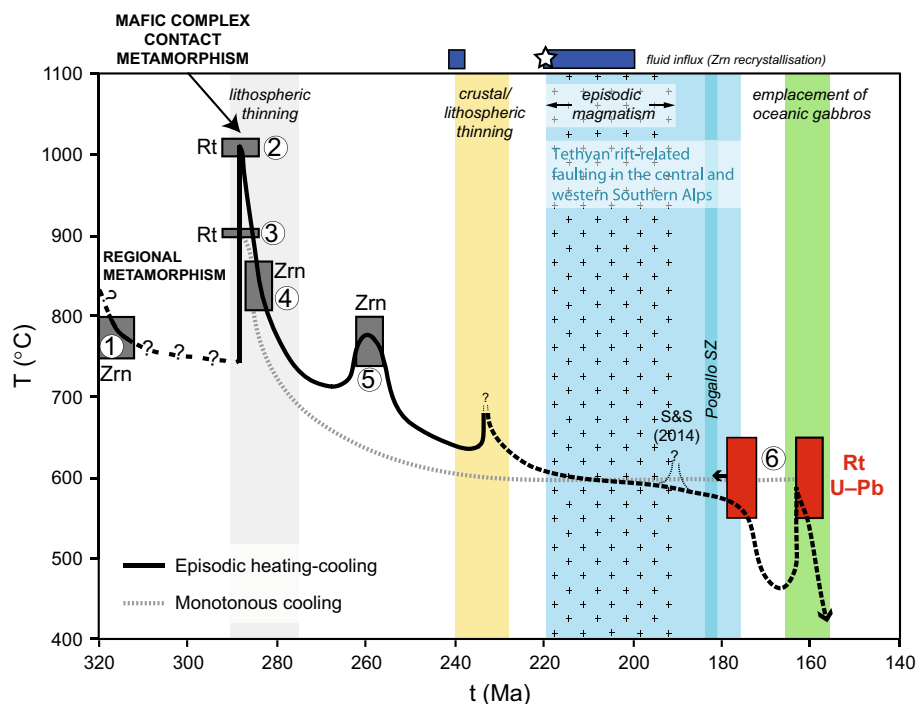 MAFIC COMPLEX
CONTACT
METAMORPHISM
fluid influx (Zrn recrystallisation)
lithospheric
thinning
crustal/
lithospheric
thinning
episodic
magmatism
emplacement of
oceanic gabbros
Tethyan rift-related
faulting in the central and
western Southern Alps
Rt 2
Rt 3
REGIONAL
METAMORPHISM
Zrn
4
Zrn
5
?
1
Zrn
? ? ?
?
S&S
(2014)
?
Pogallo SZ
6
Rt
U–Pb
Episodic heating-cooling
Monotonous cooling
T (°C)
1100
1000
900
800
700
600
500
400
320 300 280 260 240 220 200 180 160 140
t (Ma)